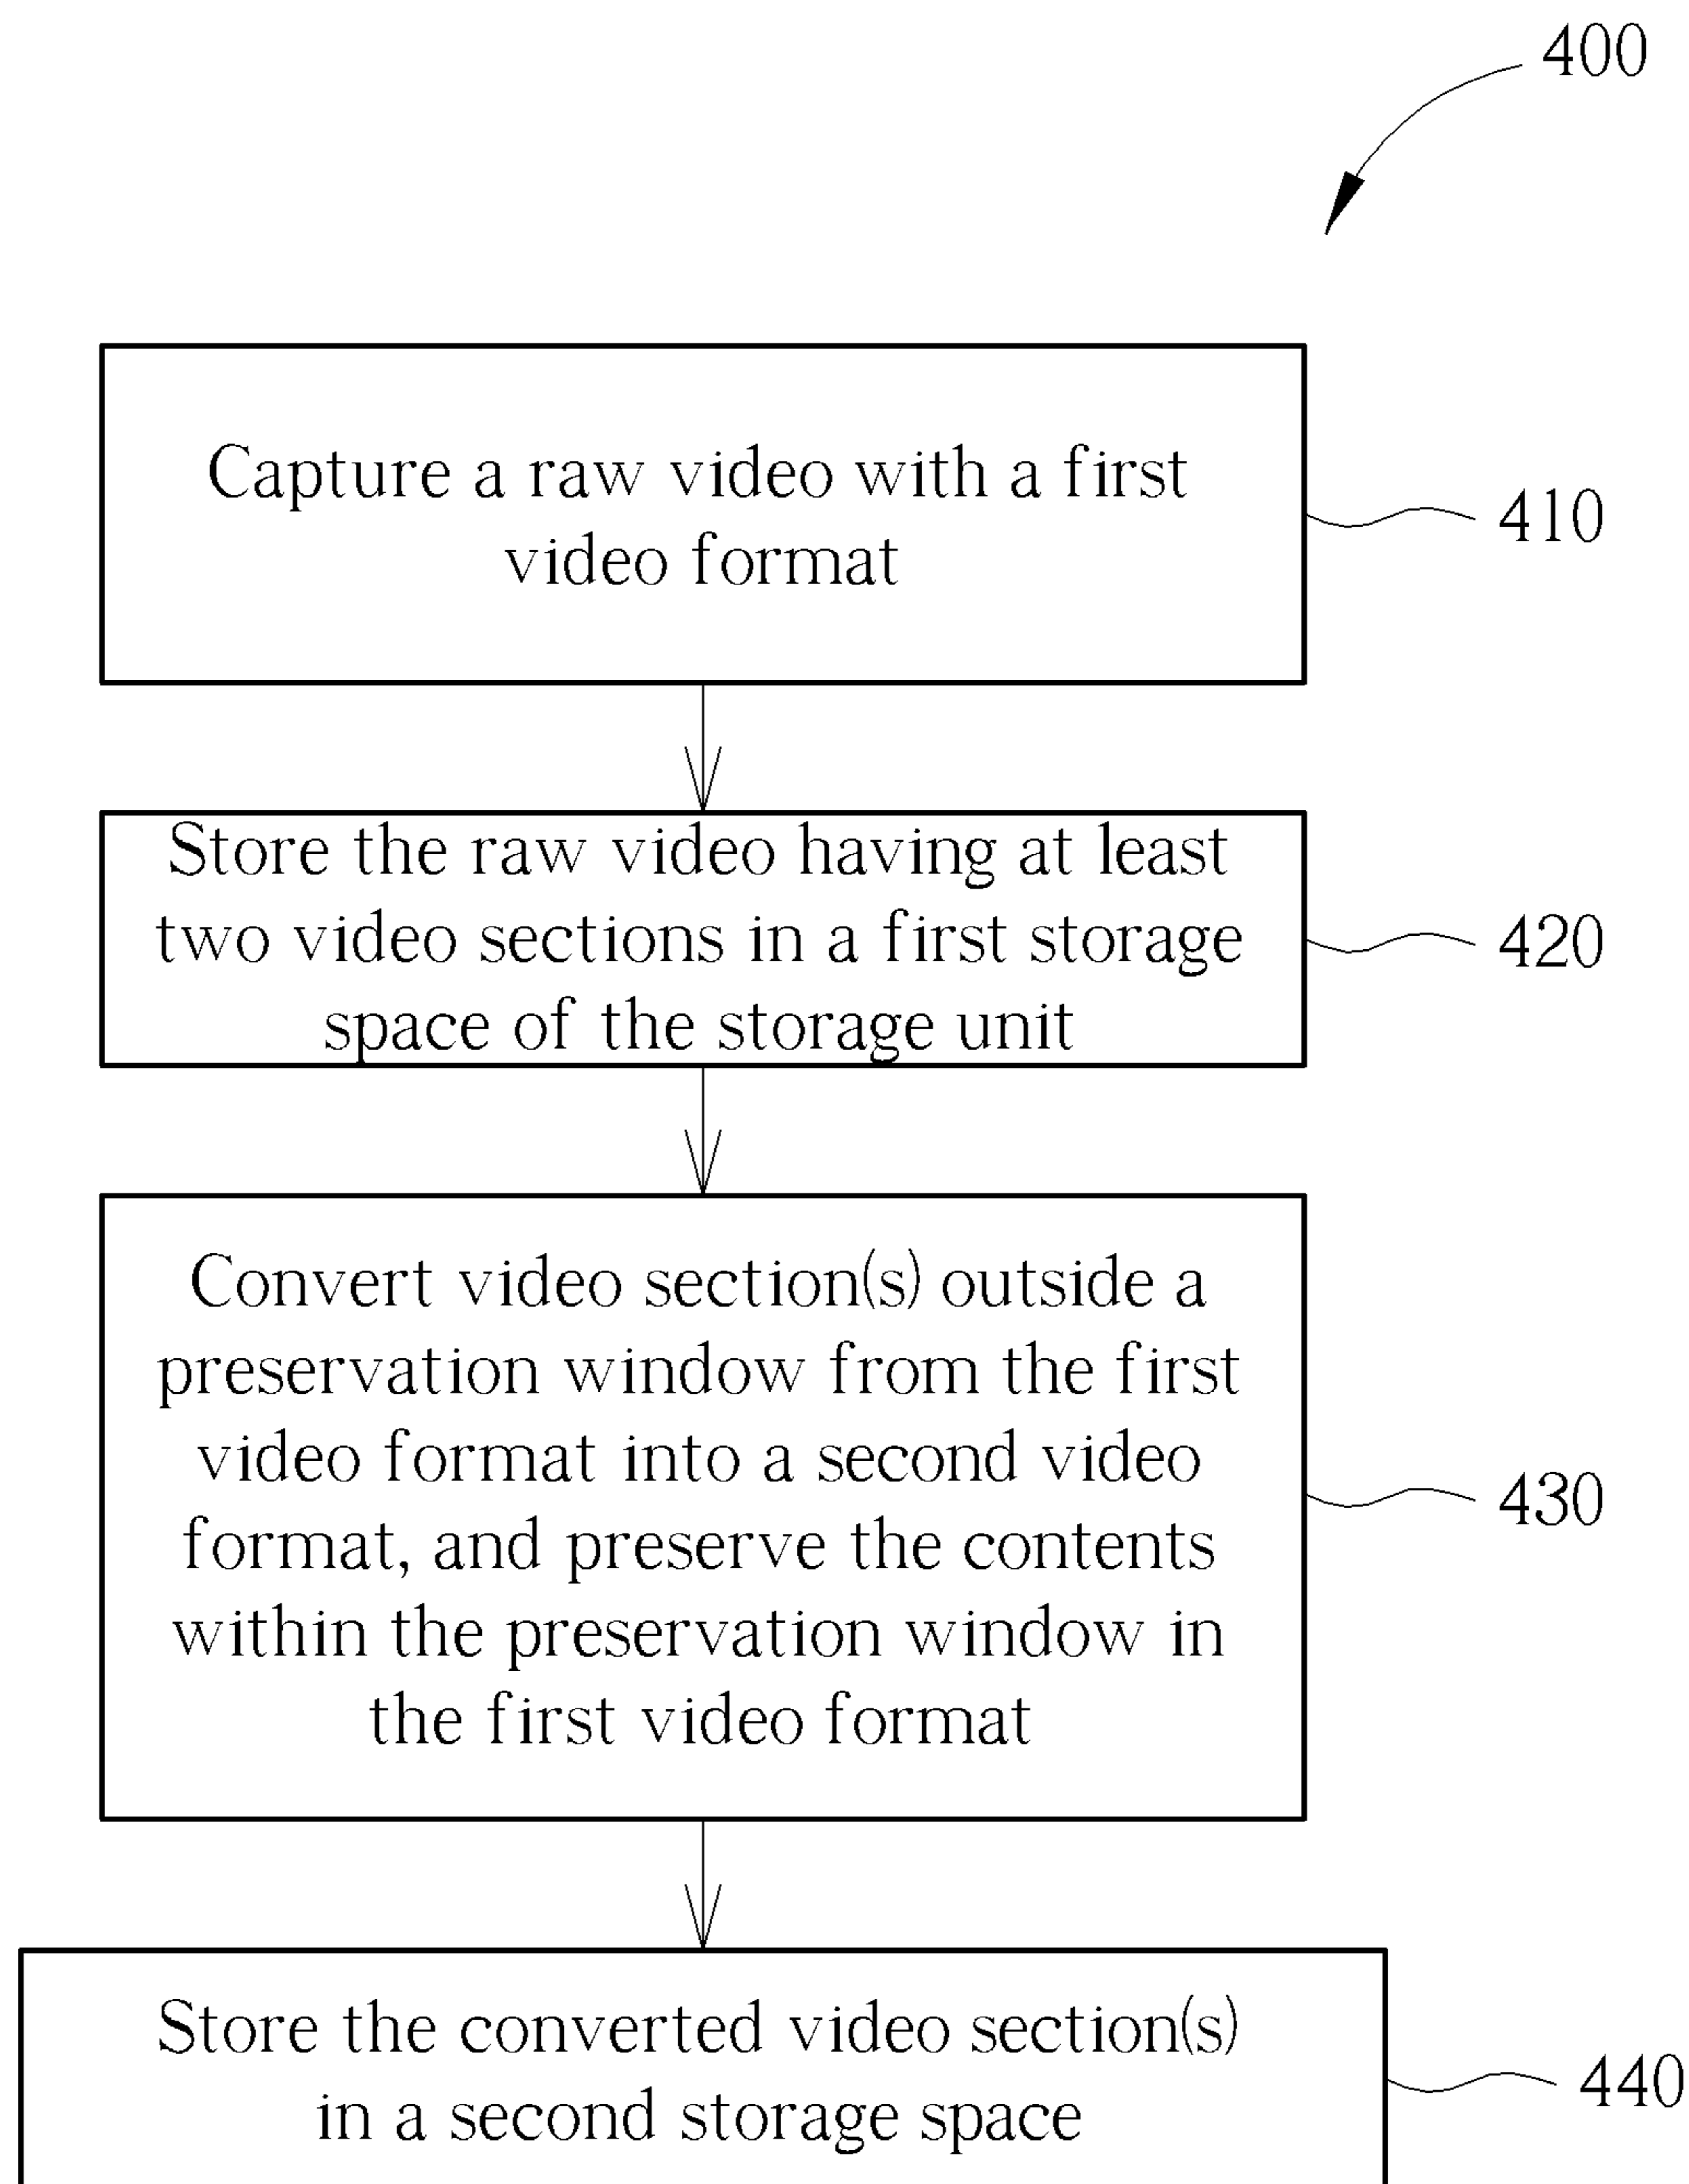 400
Capture a raw video with a first
video format
410
Store the raw video having at least
two video sections in a first storage
space of the storage unit
420
Convert video section(s) outside a
preservation window from the first
video format into a second video
format, and preserve the contents
within the preservation window in
the first video format
430
Store the converted video section(s)
in a second storage space
440